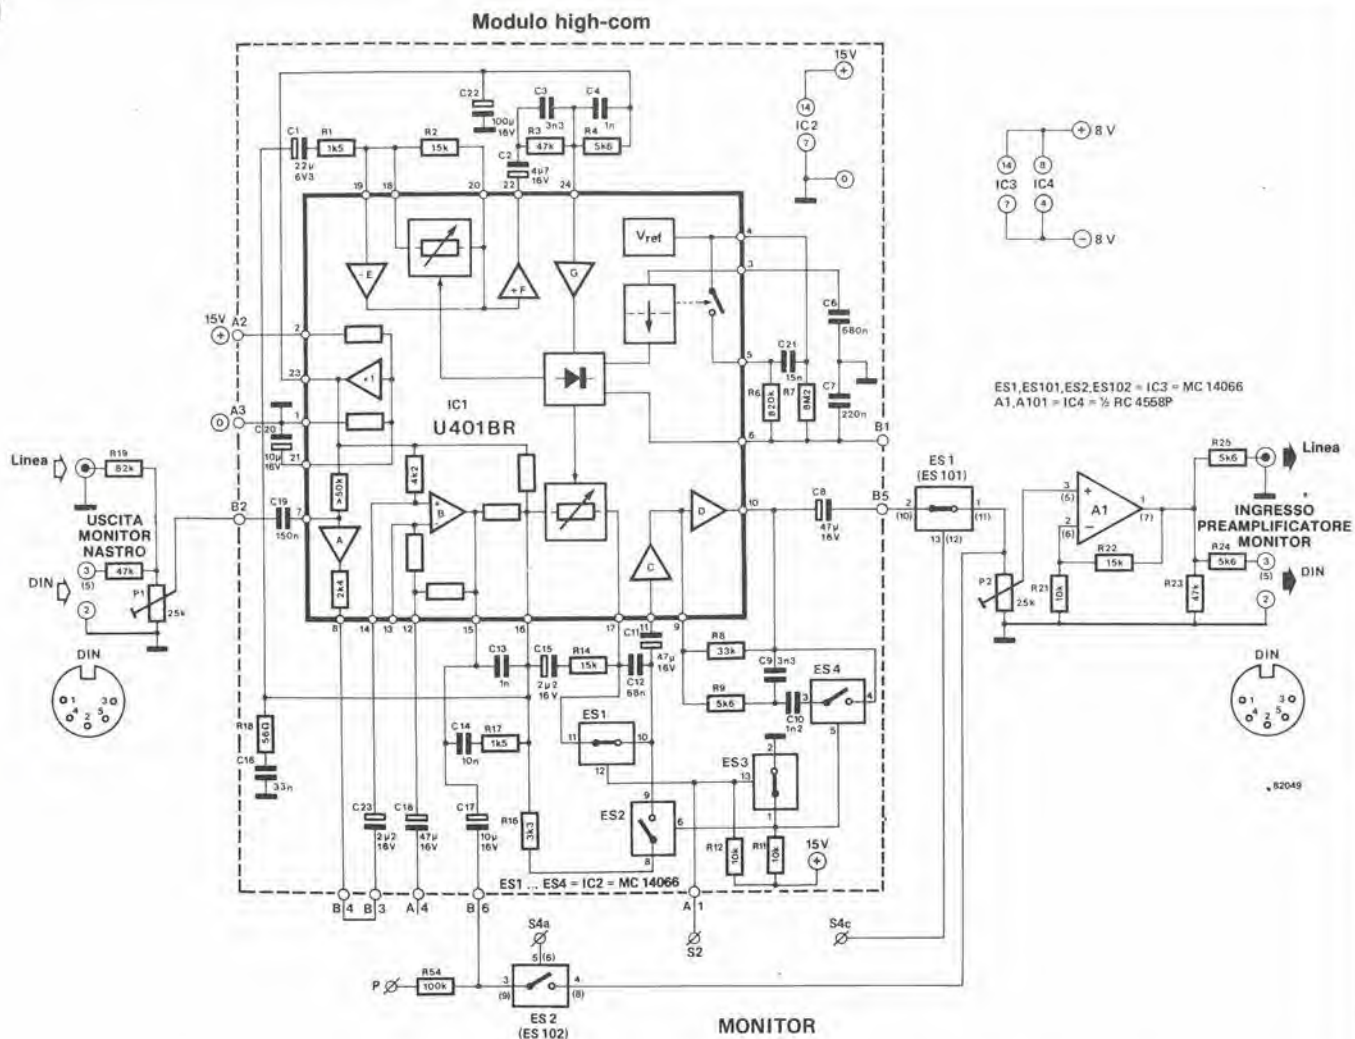 Modulo high-com
15V
+
14
IC2
7
0
+ 8 V
14
8
IC3
IC4
7
4
− 8 V
C22
100µ
16V
C3
3n3
C4
1n
R3
47k
R4
5k6
C1
22µ
6V3
R1
1k5
R2
15k
C2
4µ7
16V
19
18
20
22
24
-E
+F
G
Vref
4
3
C6
680n
15V
+
A2
2
23
×1
5
C21
15n
R6
820k
R7
8M2
C7
220n
A3
0
1
C20
10µ
16V
21
IC1
U401BR
6
B1
ES1,ES101,ES2,ES102 = IC3 = MC 14066
A1,A101 = IC4 = ½ RC 4558P
Linea
R19
82k
USCITA
MONITOR
NASTRO
3
(5)
47k
DIN
2
P1
25k
B2
C19
150n
7
>50k
A
2k4
4k2
B
C
D
10
C8
47µ
16V
B5
ES1
(ES101)
2
(10)
1
(11)
13 (12)
P2
25k
3
(5)
+
A1
2
(6)
−
1
(7)
R22
15k
R21
10k
R23
47k
R25
5k6
Linea
INGRESSO
PREAMPLIFICATORE
MONITOR
R24
5k6
3
(5)
DIN
2
DIN
1
4
2
5
3
DIN
1
4
2
5
3
82049
8
14
13
12
15
16
17
11
9
C11
47µ
16V
C13
1n
C15
2µ2
16V
R14
15k
C12
68n
R8
33k
C9 3n3
R9
5k6
C10
1n2
3
ES4
4
5
R18
56Ω
C16
33n
C14
10n
R17
1k5
ES1
11
10
12
ES3
2
13
1
C23
2µ2
16V
C18
47µ
16V
C17
10µ
16V
R16
3k3
ES2
9
6
8
R12
10k
R11
10k
15V
+
ES1 ... ES4 = IC2 = MC 14066
B 4
B 3
A 4
B 6
A 1
S2
S4a
S4c
P
R54
100k
5 (6)
3
(9)
4
(8)
ES2
(ES102)
MONITOR